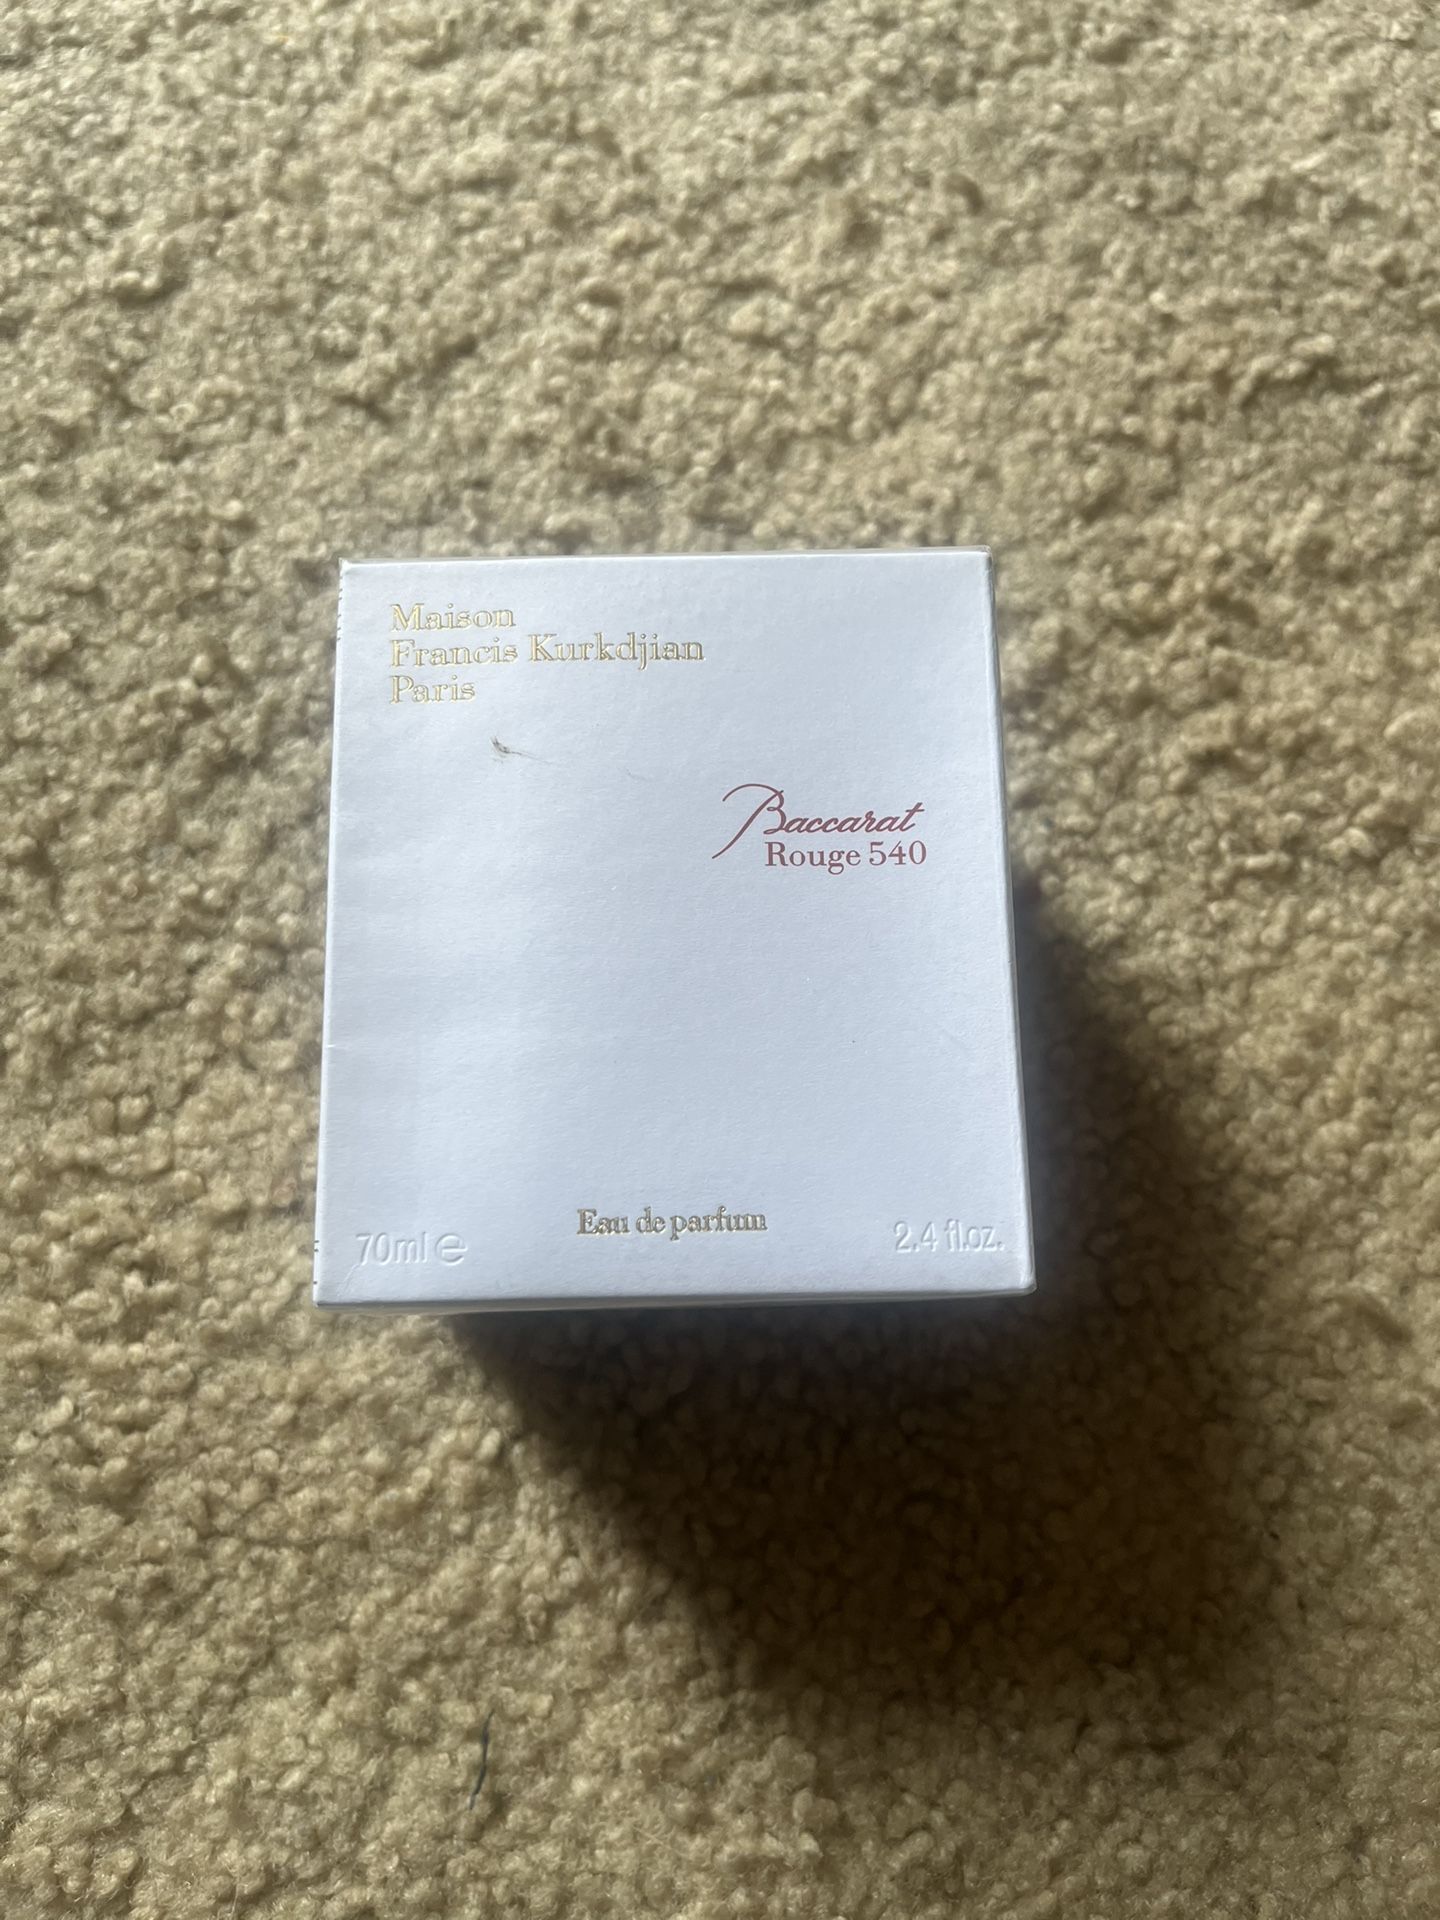 Maison
Francis Kurkdjian
Paris
Baccarat
Rouge 540
70ml ℮
Eau de parfum
2.4 fl.oz.